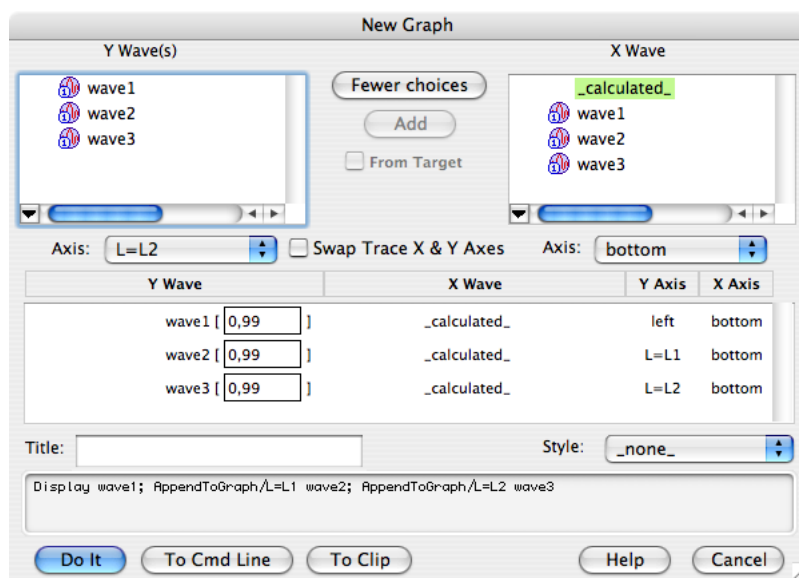 New Graph
Y Wave(s)
X Wave
wave1
wave2
wave3
Fewer choices
Add
From Target
_calculated_
wave1
wave2
wave3
Axis: L=L2
Swap Trace X & Y Axes
Axis: bottom
Y Wave X Wave Y Axis X Axis
wave1 [ 0,99 ] _calculated_ left bottom
wave2 [ 0,99 ] _calculated_ L=L1 bottom
wave3 [ 0,99 ] _calculated_ L=L2 bottom
Title:
Style: _none_
Display wave1; AppendToGraph/L=L1 wave2; AppendToGraph/L=L2 wave3
Do It
To Cmd Line
To Clip
Help
Cancel